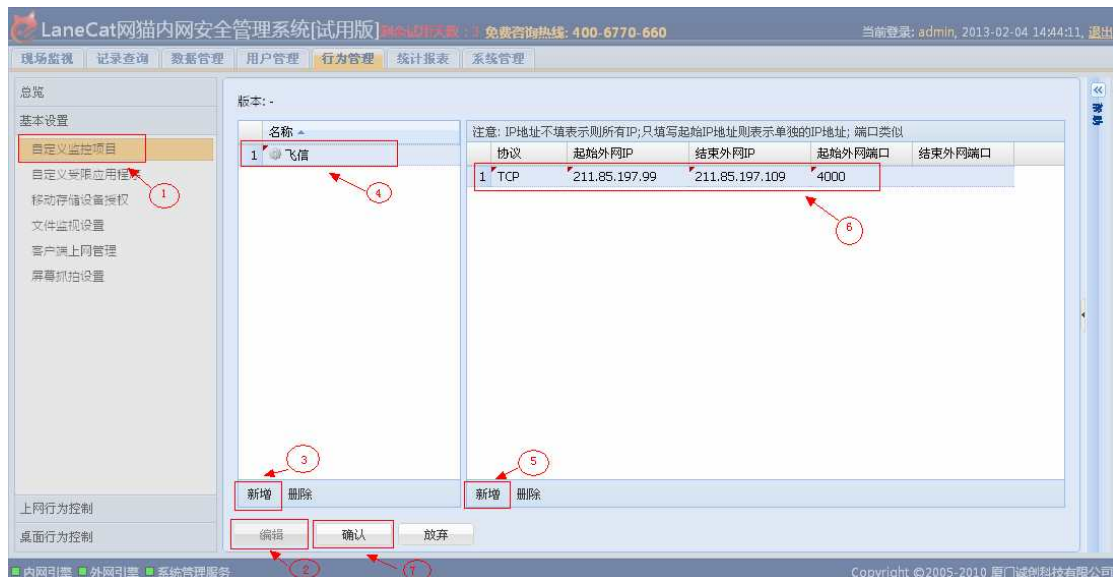 LaneCat网猫内网安全管理系统[试用版] 免费咨询热线: 400-6770-660 当前登录: admin, 2013-02-04 14:44:11, 退出
现场监视 记录查询 数据管理 用户管理 行为管理 统计报表 系统管理
总览
基本设置
自定义监控项目
自定义受限应用程序
移动存储设备授权
文件监视设置
客户端上网管理
屏幕抓拍设置
上网行为控制
桌面行为控制
版本: -
名称
1 飞信
注意: IP地址不填表示则所有IP;只填写起始IP地址则表示单独的IP地址; 端口类似
协议 起始外网IP 结束外网IP 起始外网端口 结束外网端口
1 TCP 211.85.197.99 211.85.197.109 4000
1
4
6
3
5
新增 删除
新增 删除
编辑 确认 放弃
2
7
帮助
内网引擎 外网引擎 系统管理服务 Copyright ©2005-2010 厦门诚创科技有限公司